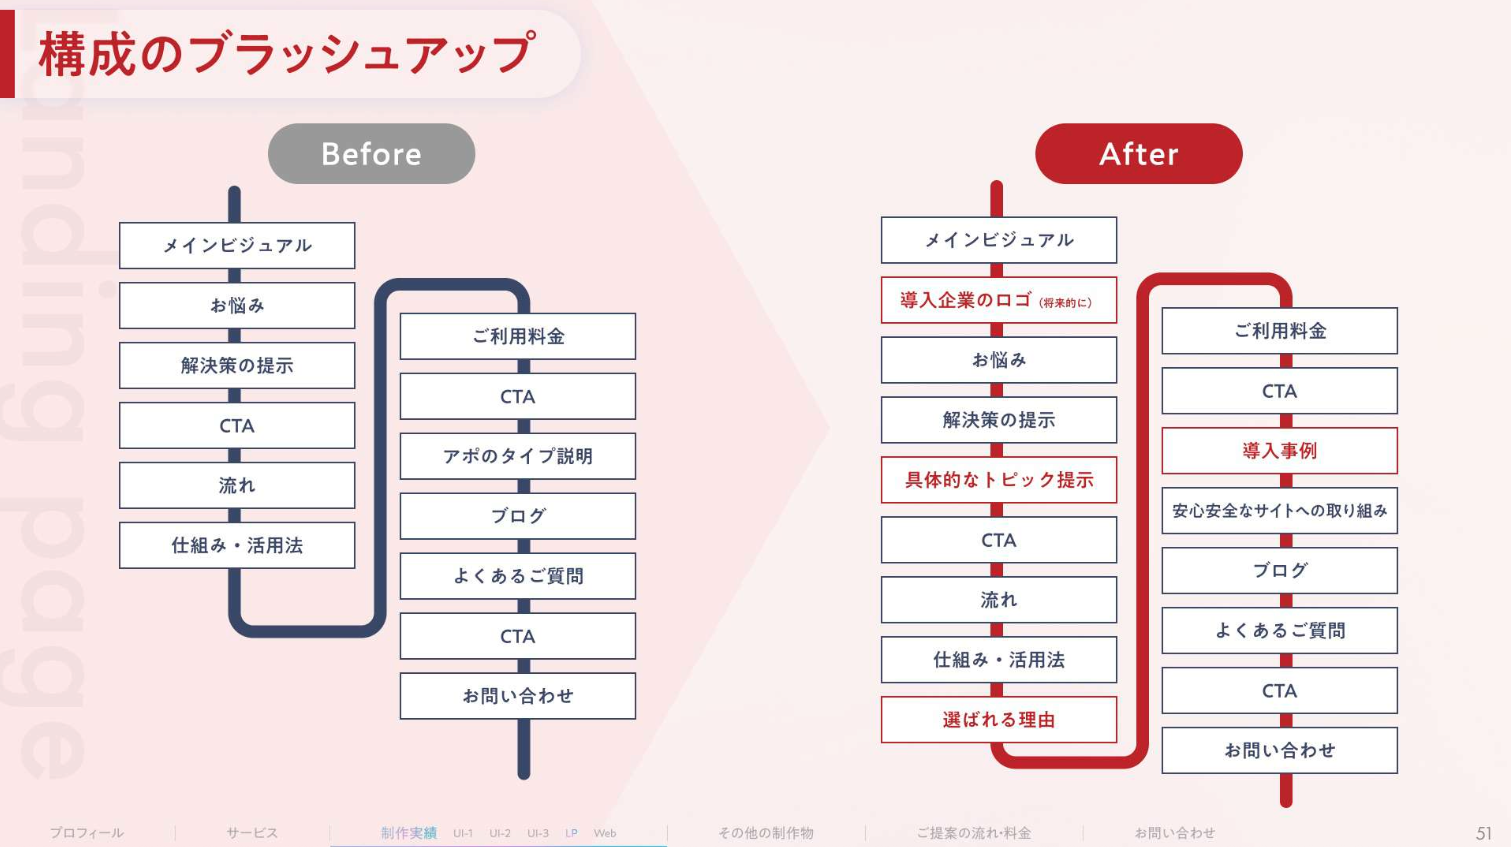 構成のブラッシュアップ
Landing page
Before
メインビジュアル
お悩み
解決策の提示
CTA
流れ
仕組み・活用法
ご利用料金
CTA
アポのタイプ説明
ブログ
よくあるご質問
CTA
お問い合わせ
After
メインビジュアル
導入企業のロゴ（将来的に）
お悩み
解決策の提示
具体的なトピック提示
CTA
流れ
仕組み・活用法
選ばれる理由
ご利用料金
CTA
導入事例
安心安全なサイトへの取り組み
ブログ
よくあるご質問
CTA
お問い合わせ
プロフィール
サービス
制作実績 UI-1 UI-2 UI-3 LP Web
その他の制作物
ご提案の流れ・料金
お問い合わせ
51